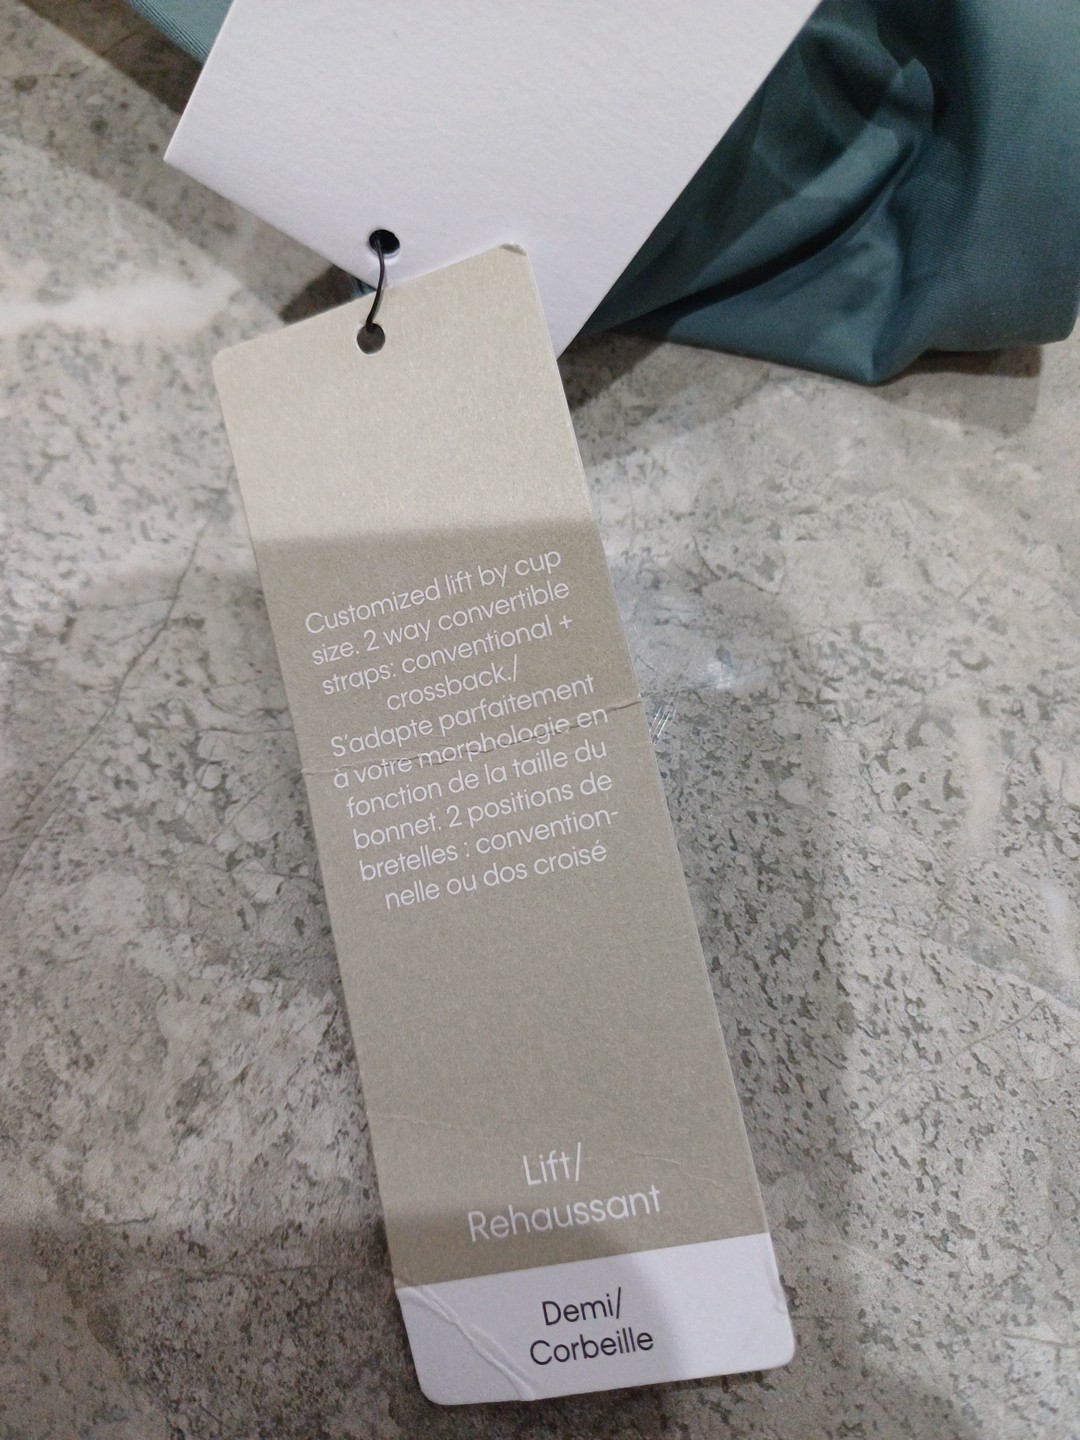 Customized lift by cup
size. 2 way convertible
straps: conventional +
crossback./
S'adapte parfaitement
à votre morphologie en
fonction de la taille du
bonnet. 2 positions de
bretelles : convention-
nelle ou dos croisé
Lift/
Rehaussant
Demi/
Corbeille